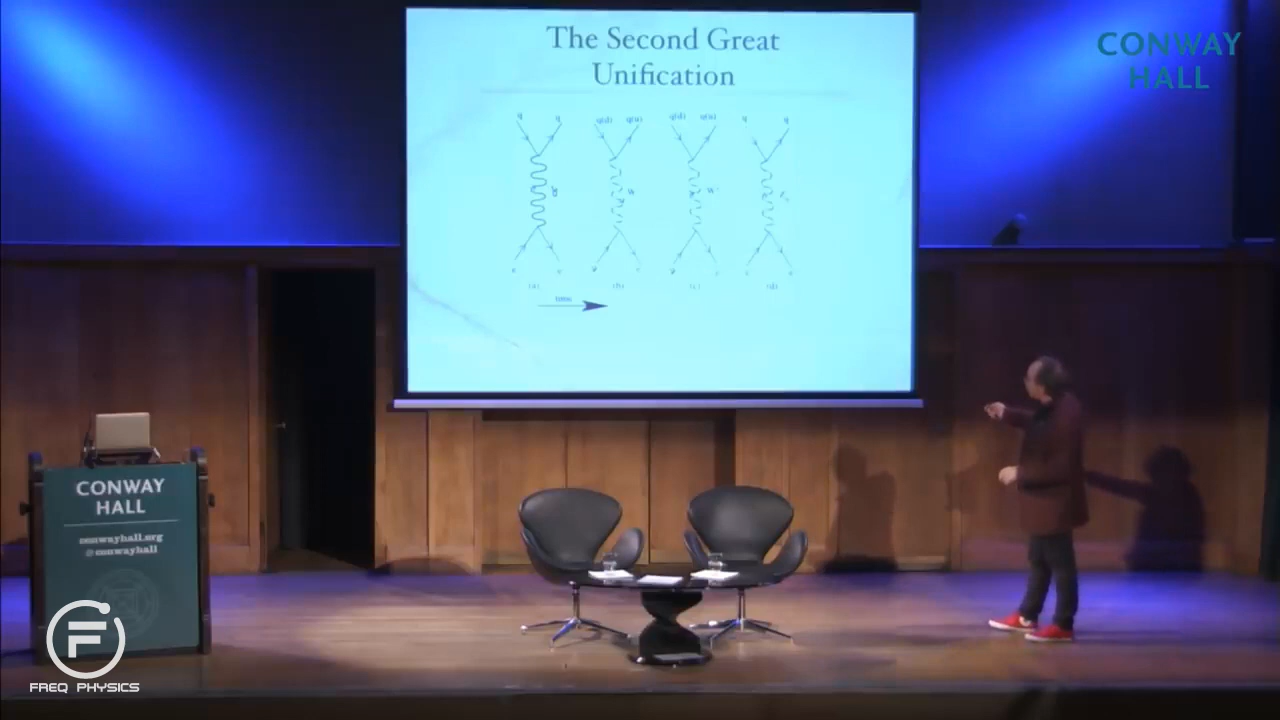 The Second Great
Unification
q q q(d) q(u) q(d) q(u) q q
W W
(a) (b) (c) (d)
time
CONWAY
HALL
CONWAY
HALL
conwayhall.org
@conwayhall
F
FREQ PHYSICS